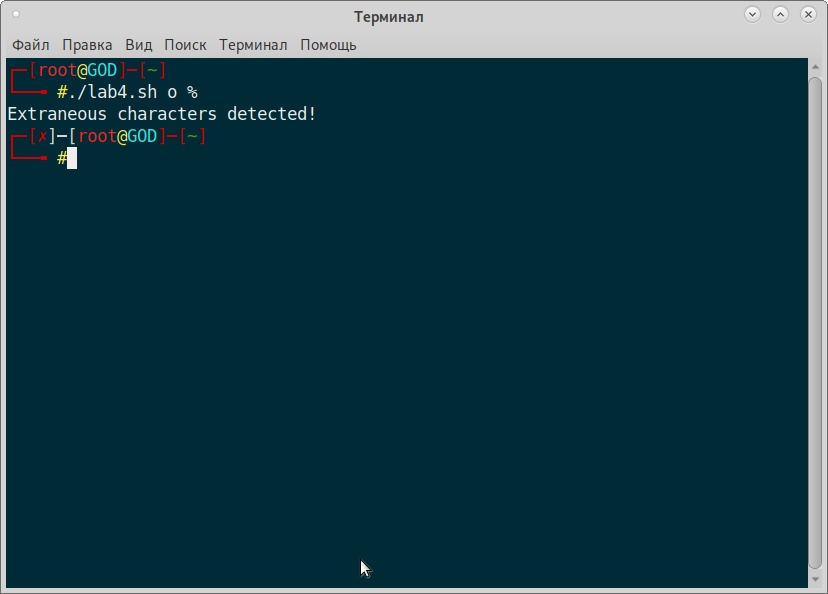 Терминал
Файл Правка Вид Поиск Терминал Помощь
┌─[root@GOD]─[~]
└──╼ #./lab4.sh o %
Extraneous characters detected!
┌─[✗]─[root@GOD]─[~]
└──╼ #